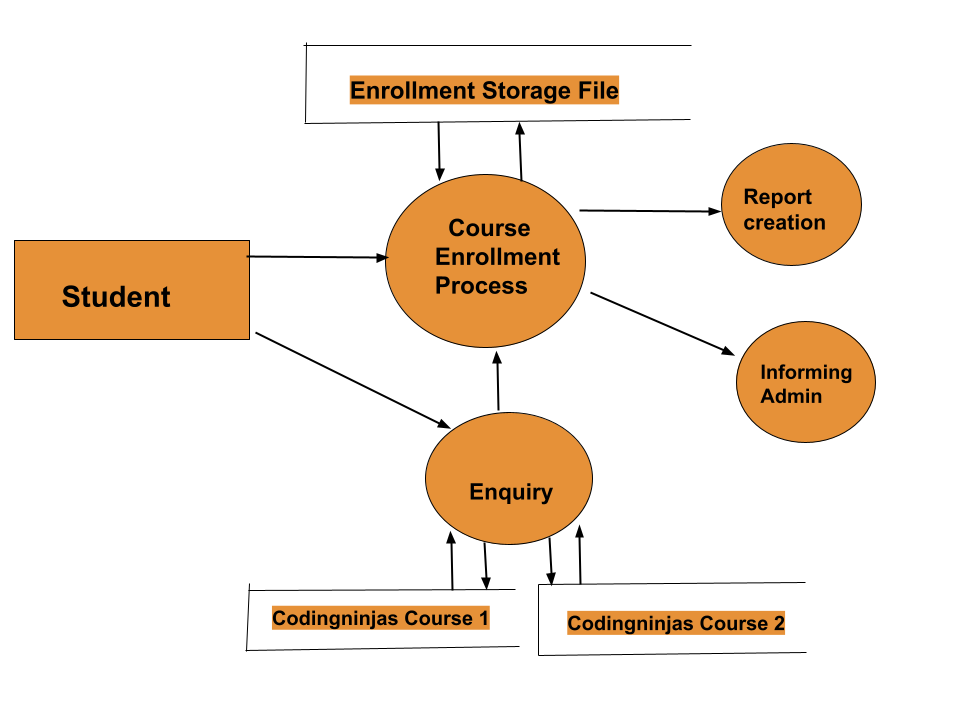 Enrollment Storage File
Report
creation
Course
Enrollment
Process
Student
Informing
Admin
Enquiry
Codingninjas Course 1
Codingninjas Course 2